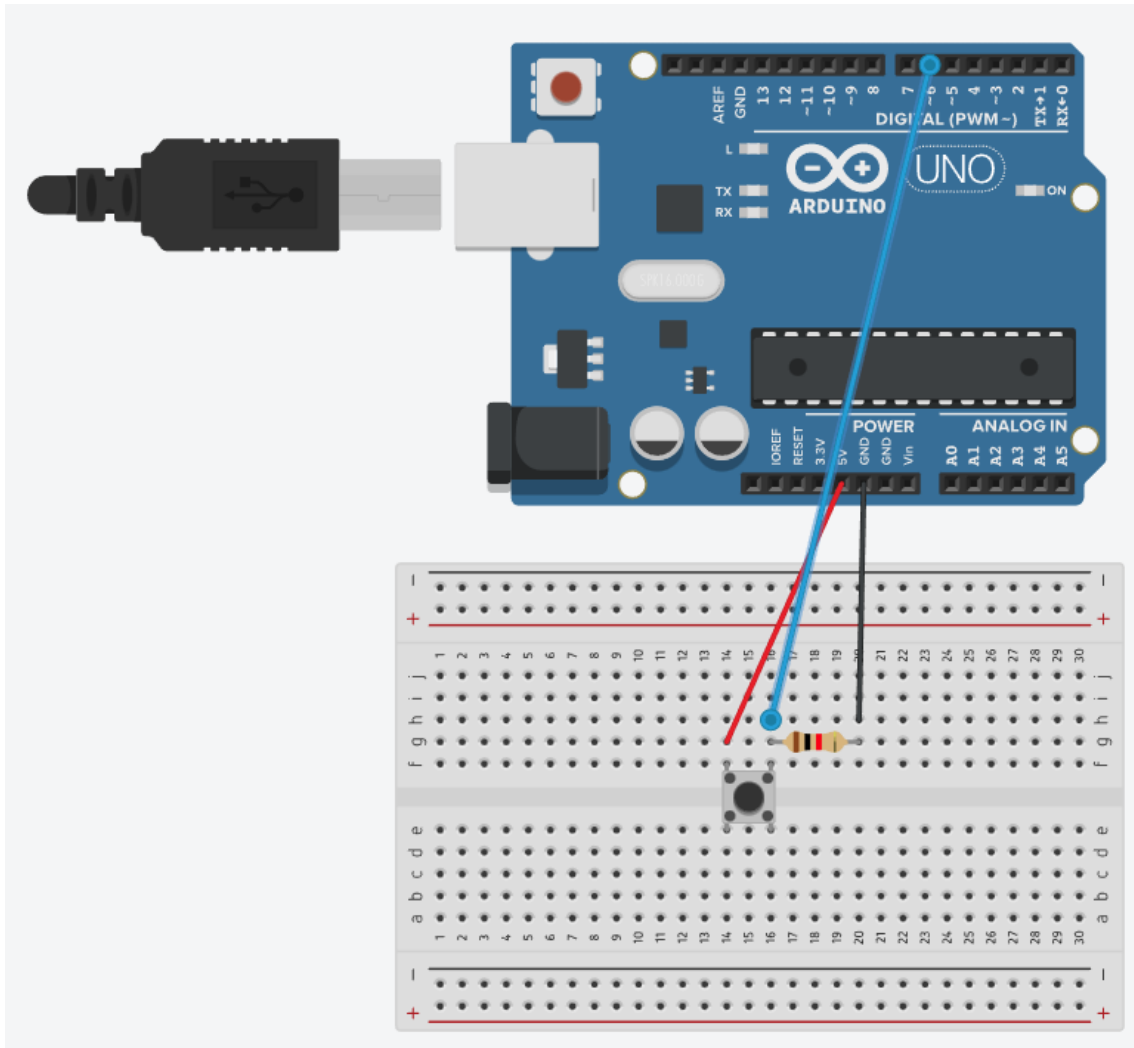 AREF GND 13 12 ~11 ~10 ~9 8 7 ~6 ~5 4 ~3 2 TX→1 RX←0
DIGITAL (PWM ~)
L
TX
RX
ARDUINO
UNO
ON
IOREF RESET 3.3V 5V GND GND Vin A0 A1 A2 A3 A4 A5
POWER
ANALOG IN
− −
+ +
1 2 3 4 5 6 7 8 9 10 11 12 13 14 15 16 17 18 19 20 21 22 23 24 25 26 27 28 29 30
j j
i i
h h
g g
f f
e e
d d
c c
b b
a a
1 2 3 4 5 6 7 8 9 10 11 12 13 14 15 16 17 18 19 20 21 22 23 24 25 26 27 28 29 30
− −
+ +